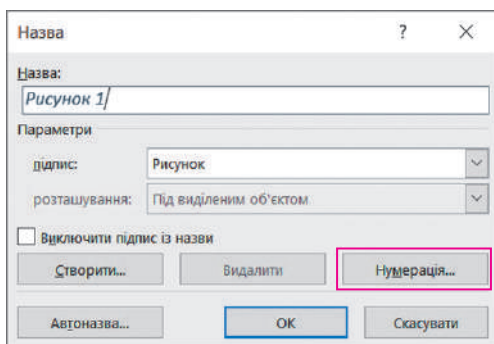 Назва ?
Назва:
Рисунок 1
Параметри
підпис: Рисунок
розташування: Під виділеним об'єктом
Виключити підпис із назви
Створити... Видалити Нумерація...
Автоназва... ОК Скасувати